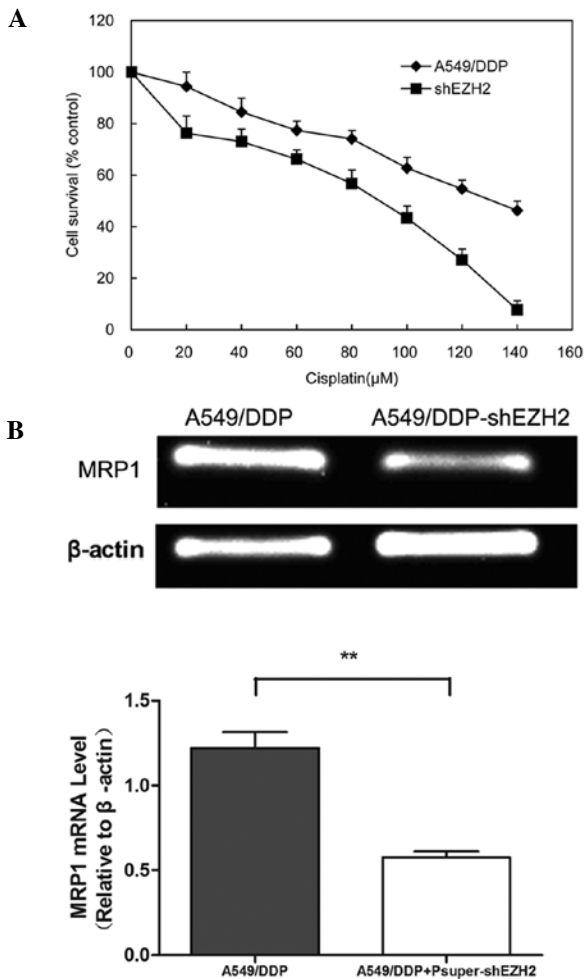 A
120
100
80
60
40
20
0
Cell survival (% control)
A549/DDP
shEZH2
0 20 40 60 80 100 120 140 160
Cisplatin(μM)
B
A549/DDP A549/DDP-shEZH2
MRP1
β-actin
**
1.5
1.0
0.5
0.0
MRP1 mRNA Level
(Relative to β -actin)
A549/DDP A549/DDP+Psuper-shEZH2